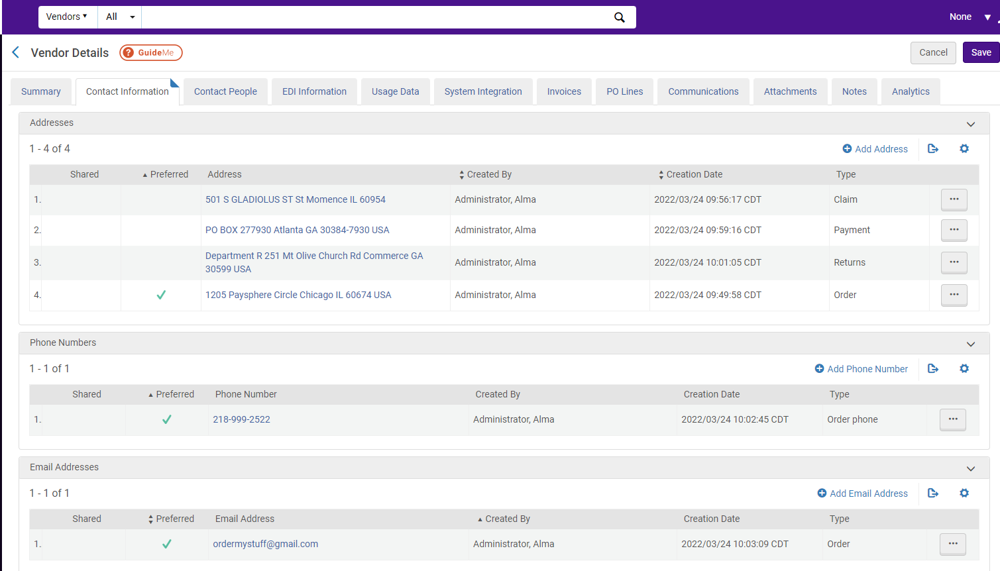 Vendors All None
Vendor Details ? GuideMe Cancel Save
Summary Contact Information Contact People EDI Information Usage Data System Integration Invoices PO Lines Communications Attachments Notes Analytics
Addresses
1 - 4 of 4 Add Address
Shared Preferred Address Created By Creation Date Type
1. 501 S GLADIOLUS ST St Momence IL 60954 Administrator, Alma 2022/03/24 09:56:17 CDT Claim ...
2. PO BOX 277930 Atlanta GA 30384-7930 USA Administrator, Alma 2022/03/24 09:59:16 CDT Payment ...
Department R 251 Mt Olive Church Rd Commerce GA
3. 30599 USA Administrator, Alma 2022/03/24 10:01:05 CDT Returns ...
4. 1205 Paysphere Circle Chicago IL 60674 USA Administrator, Alma 2022/03/24 09:49:58 CDT Order ...
Phone Numbers
1 - 1 of 1 Add Phone Number
Shared Preferred Phone Number Created By Creation Date Type
1. 218-999-2522 Administrator, Alma 2022/03/24 10:02:45 CDT Order phone ...
Email Addresses
1 - 1 of 1 Add Email Address
Shared Preferred Email Address Created By Creation Date Type
1. ordermystuff@gmail.com Administrator, Alma 2022/03/24 10:03:09 CDT Order ...